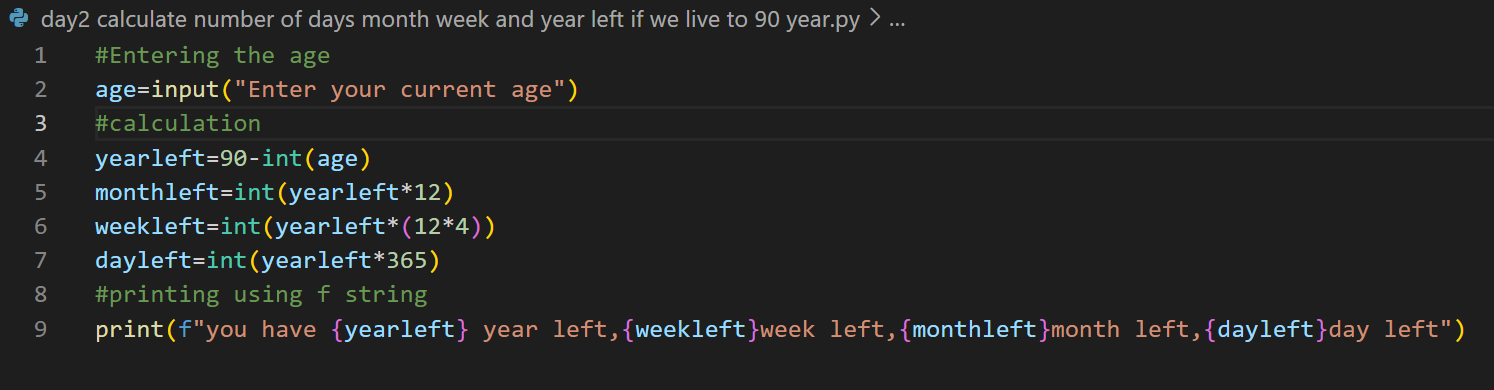 day2 calculate number of days month week and year left if we live to 90 year.py > ...
1 #Entering the age
2 age=input("Enter your current age")
3 #calculation
4 yearleft=90-int(age)
5 monthleft=int(yearleft*12)
6 weekleft=int(yearleft*(12*4))
7 dayleft=int(yearleft*365)
8 #printing using f string
9 print(f"you have {yearleft} year left,{weekleft}week left,{monthleft}month left,{dayleft}day left")